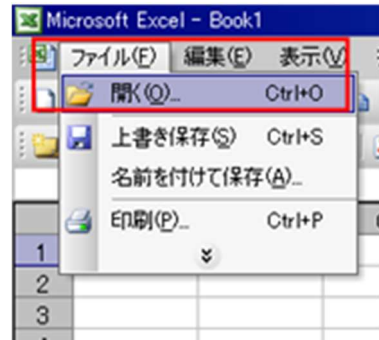 Microsoft Excel - Book1
ファイル(F) 編集(E) 表示(V)
開く(O)... Ctrl+O
上書き保存(S) Ctrl+S
名前を付けて保存(A)...
印刷(P)... Ctrl+P
1
2
3